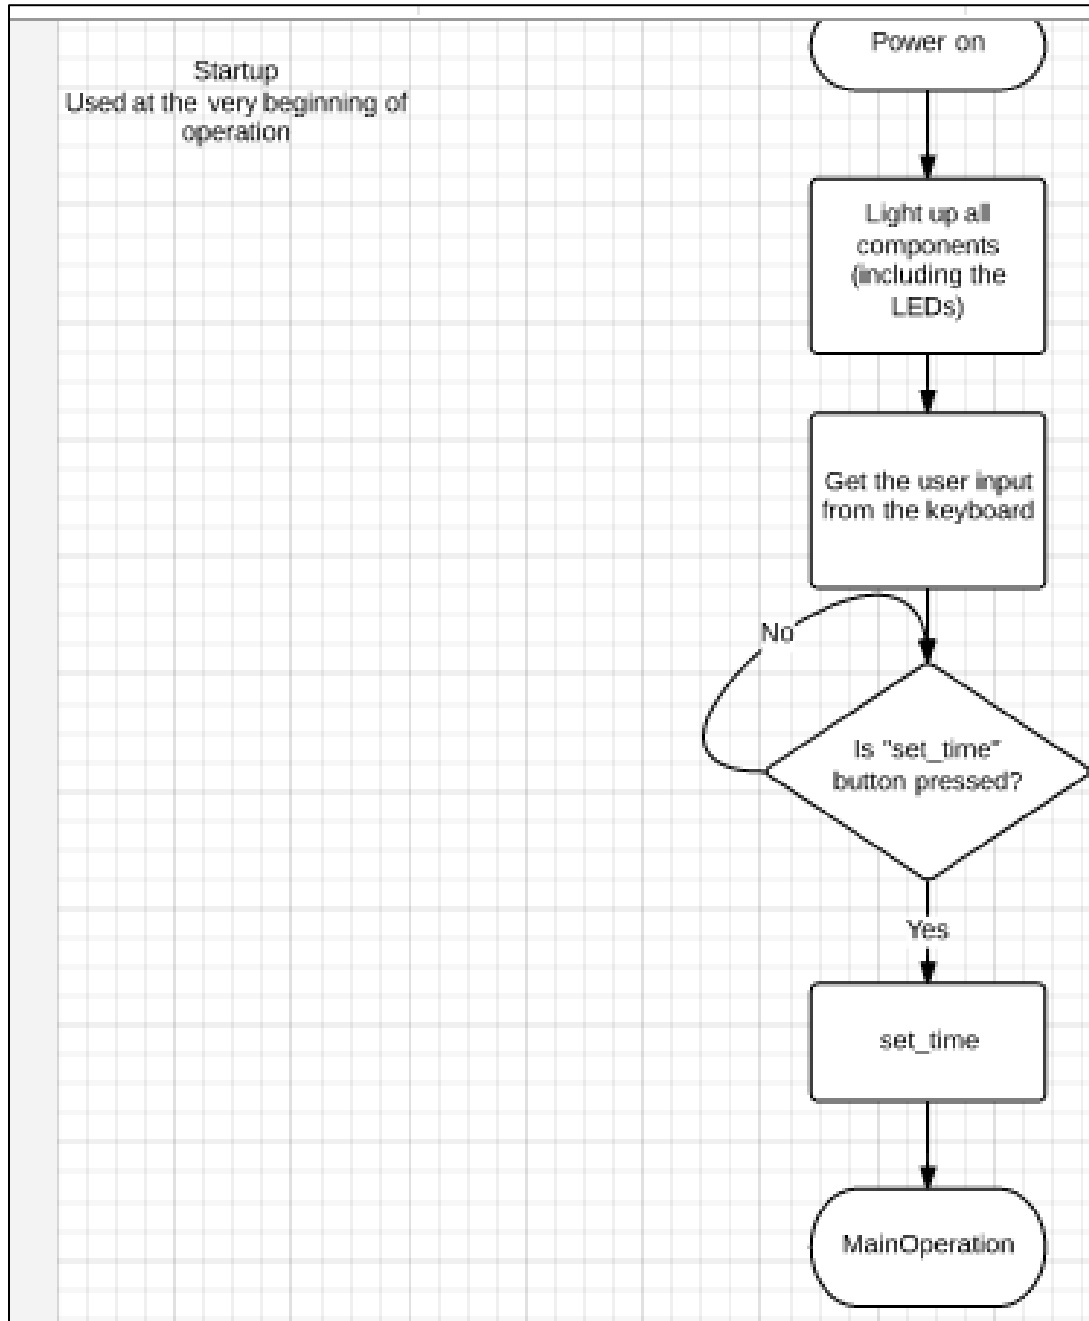 Startup
Used at the very beginning of
operation
Power on
Light up all
components
(including the
LEDs)
Get the user input
from the keyboard
No
Is "set_time"
button pressed?
Yes
set_time
MainOperation